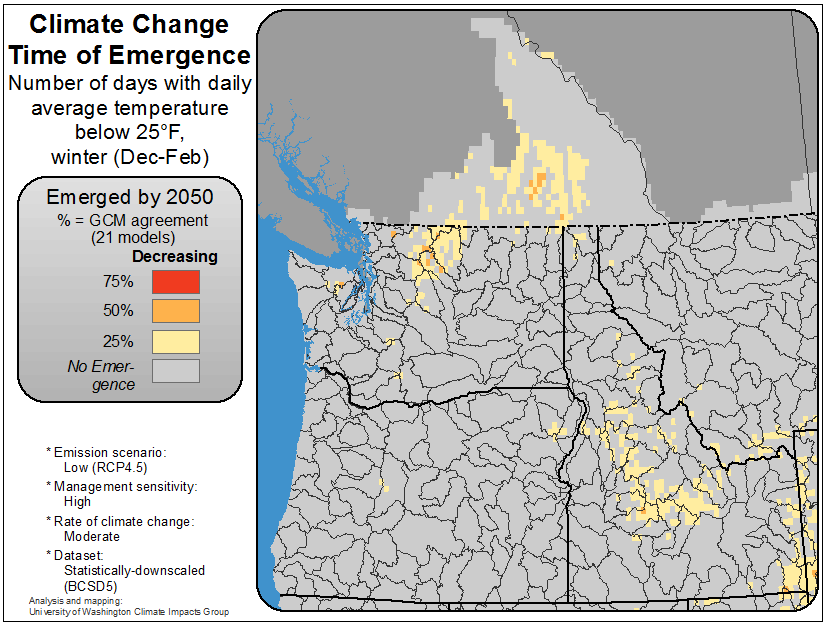 Climate Change
Time of Emergence
Number of days with daily
average temperature
below 25°F,
winter (Dec-Feb)
Emerged by 2050
% = GCM agreement
(21 models)
Decreasing
75%
50%
25%
No Emer-
gence
* Emission scenario:
Low (RCP4.5)
* Management sensitivity:
High
* Rate of climate change:
Moderate
* Dataset:
Statistically-downscaled
(BCSD5)
Analysis and mapping:
University of Washington Climate Impacts Group